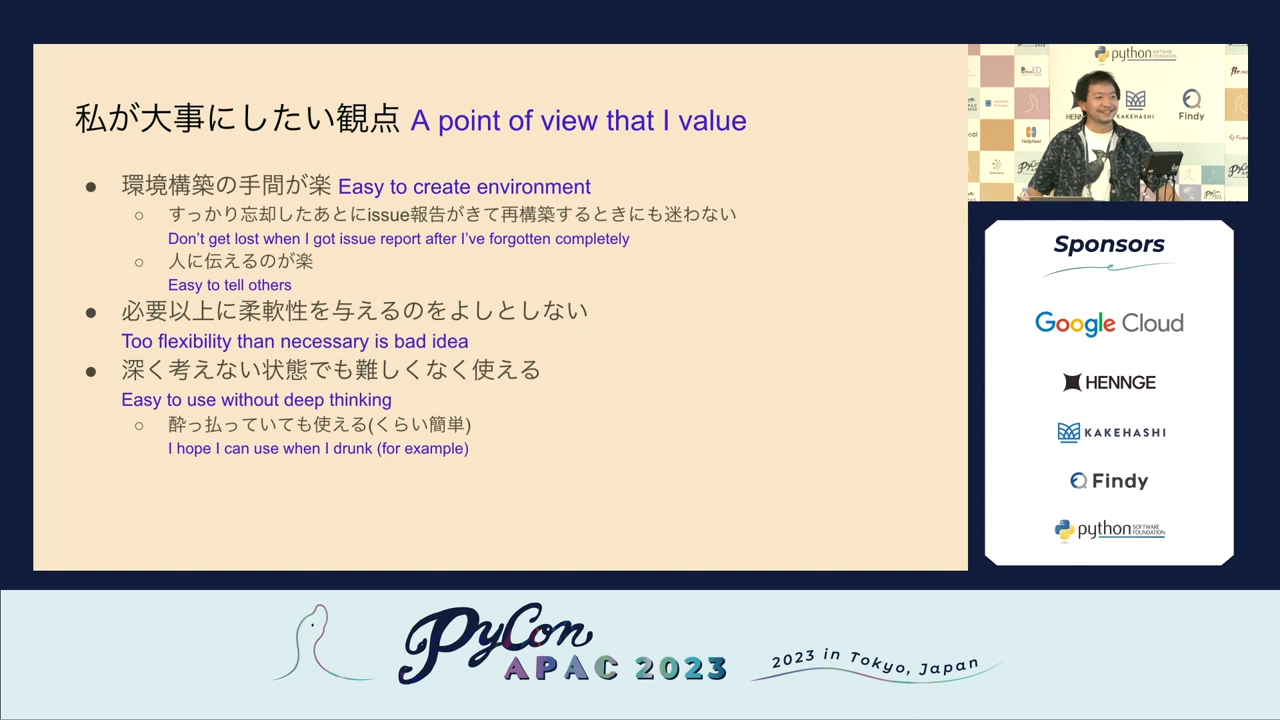 私が大事にしたい観点 A point of view that I value
● 環境構築の手間が楽 Easy to create environment
○ すっかり忘却したあとにissue報告がきて再構築するときにも迷わない
Don't get lost when I got issue report after I've forgotten completely
○ 人に伝えるのが楽
Easy to tell others
● 必要以上に柔軟性を与えるのをよしとしない
Too flexibility than necessary is bad idea
● 深く考えない状態でも難しくなく使える
Easy to use without deep thinking
○ 酔っ払っていても使える(くらい簡単)
I hope I can use when I drunk (for example)
python
KAKEHASHI
Findy
Sponsors
Google Cloud
HENNGE
KAKEHASHI
Findy
python SOFTWARE FOUNDATION
PyCon
APAC 2023
2023 in Tokyo, Japan